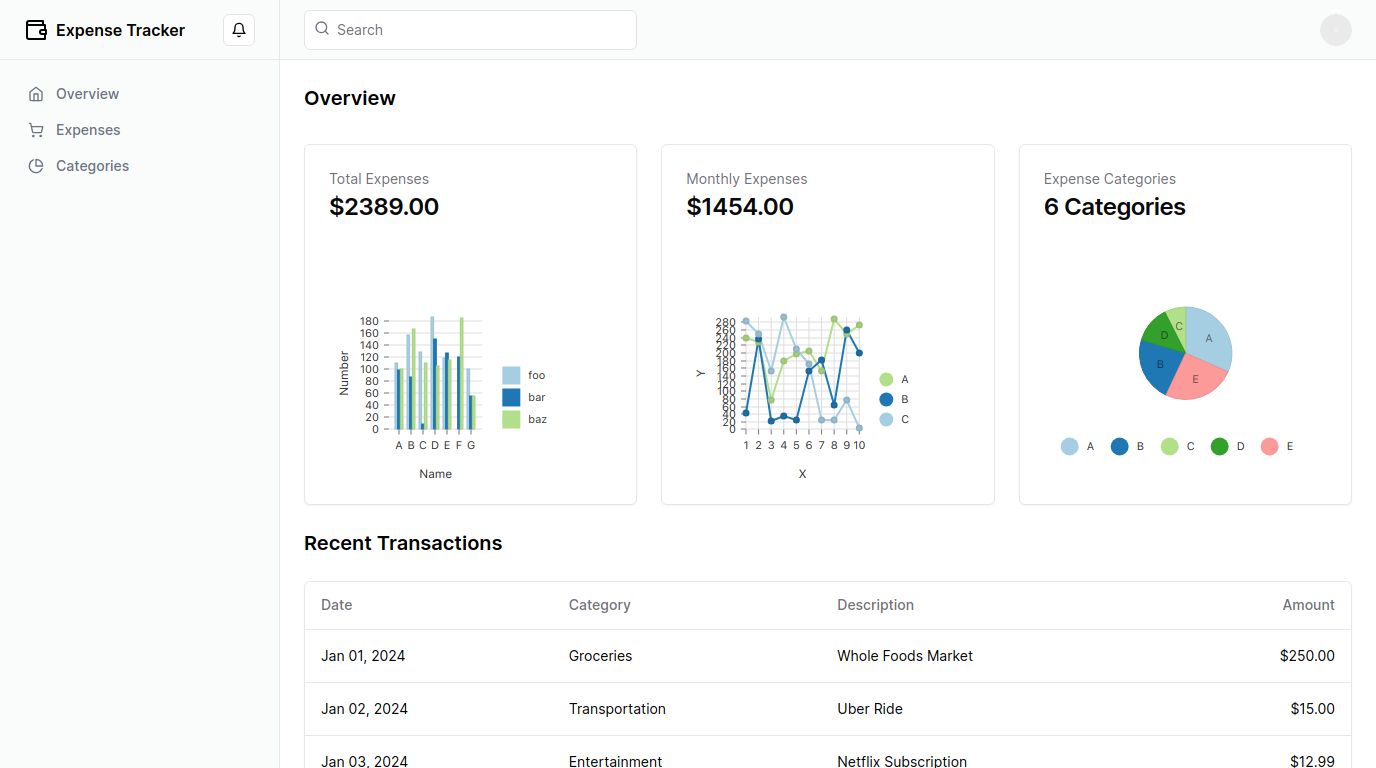 Expense Tracker
Search
Overview
Expenses
Categories
Overview
Total Expenses
$2389.00
180
160
140
120
100
80
60
40
20
0
Number
A B C D E F G
Name
foo
bar
baz
Monthly Expenses
$1454.00
280
260
240
220
200
180
160
140
120
100
80
60
40
20
0
Y
1 2 3 4 5 6 7 8 9 10
X
A
B
C
Expense Categories
6 Categories
C
D
A
B
E
A B C D E
Recent Transactions
Date Category Description Amount
Jan 01, 2024 Groceries Whole Foods Market $250.00
Jan 02, 2024 Transportation Uber Ride $15.00
Jan 03, 2024 Entertainment Netflix Subscription $12.99